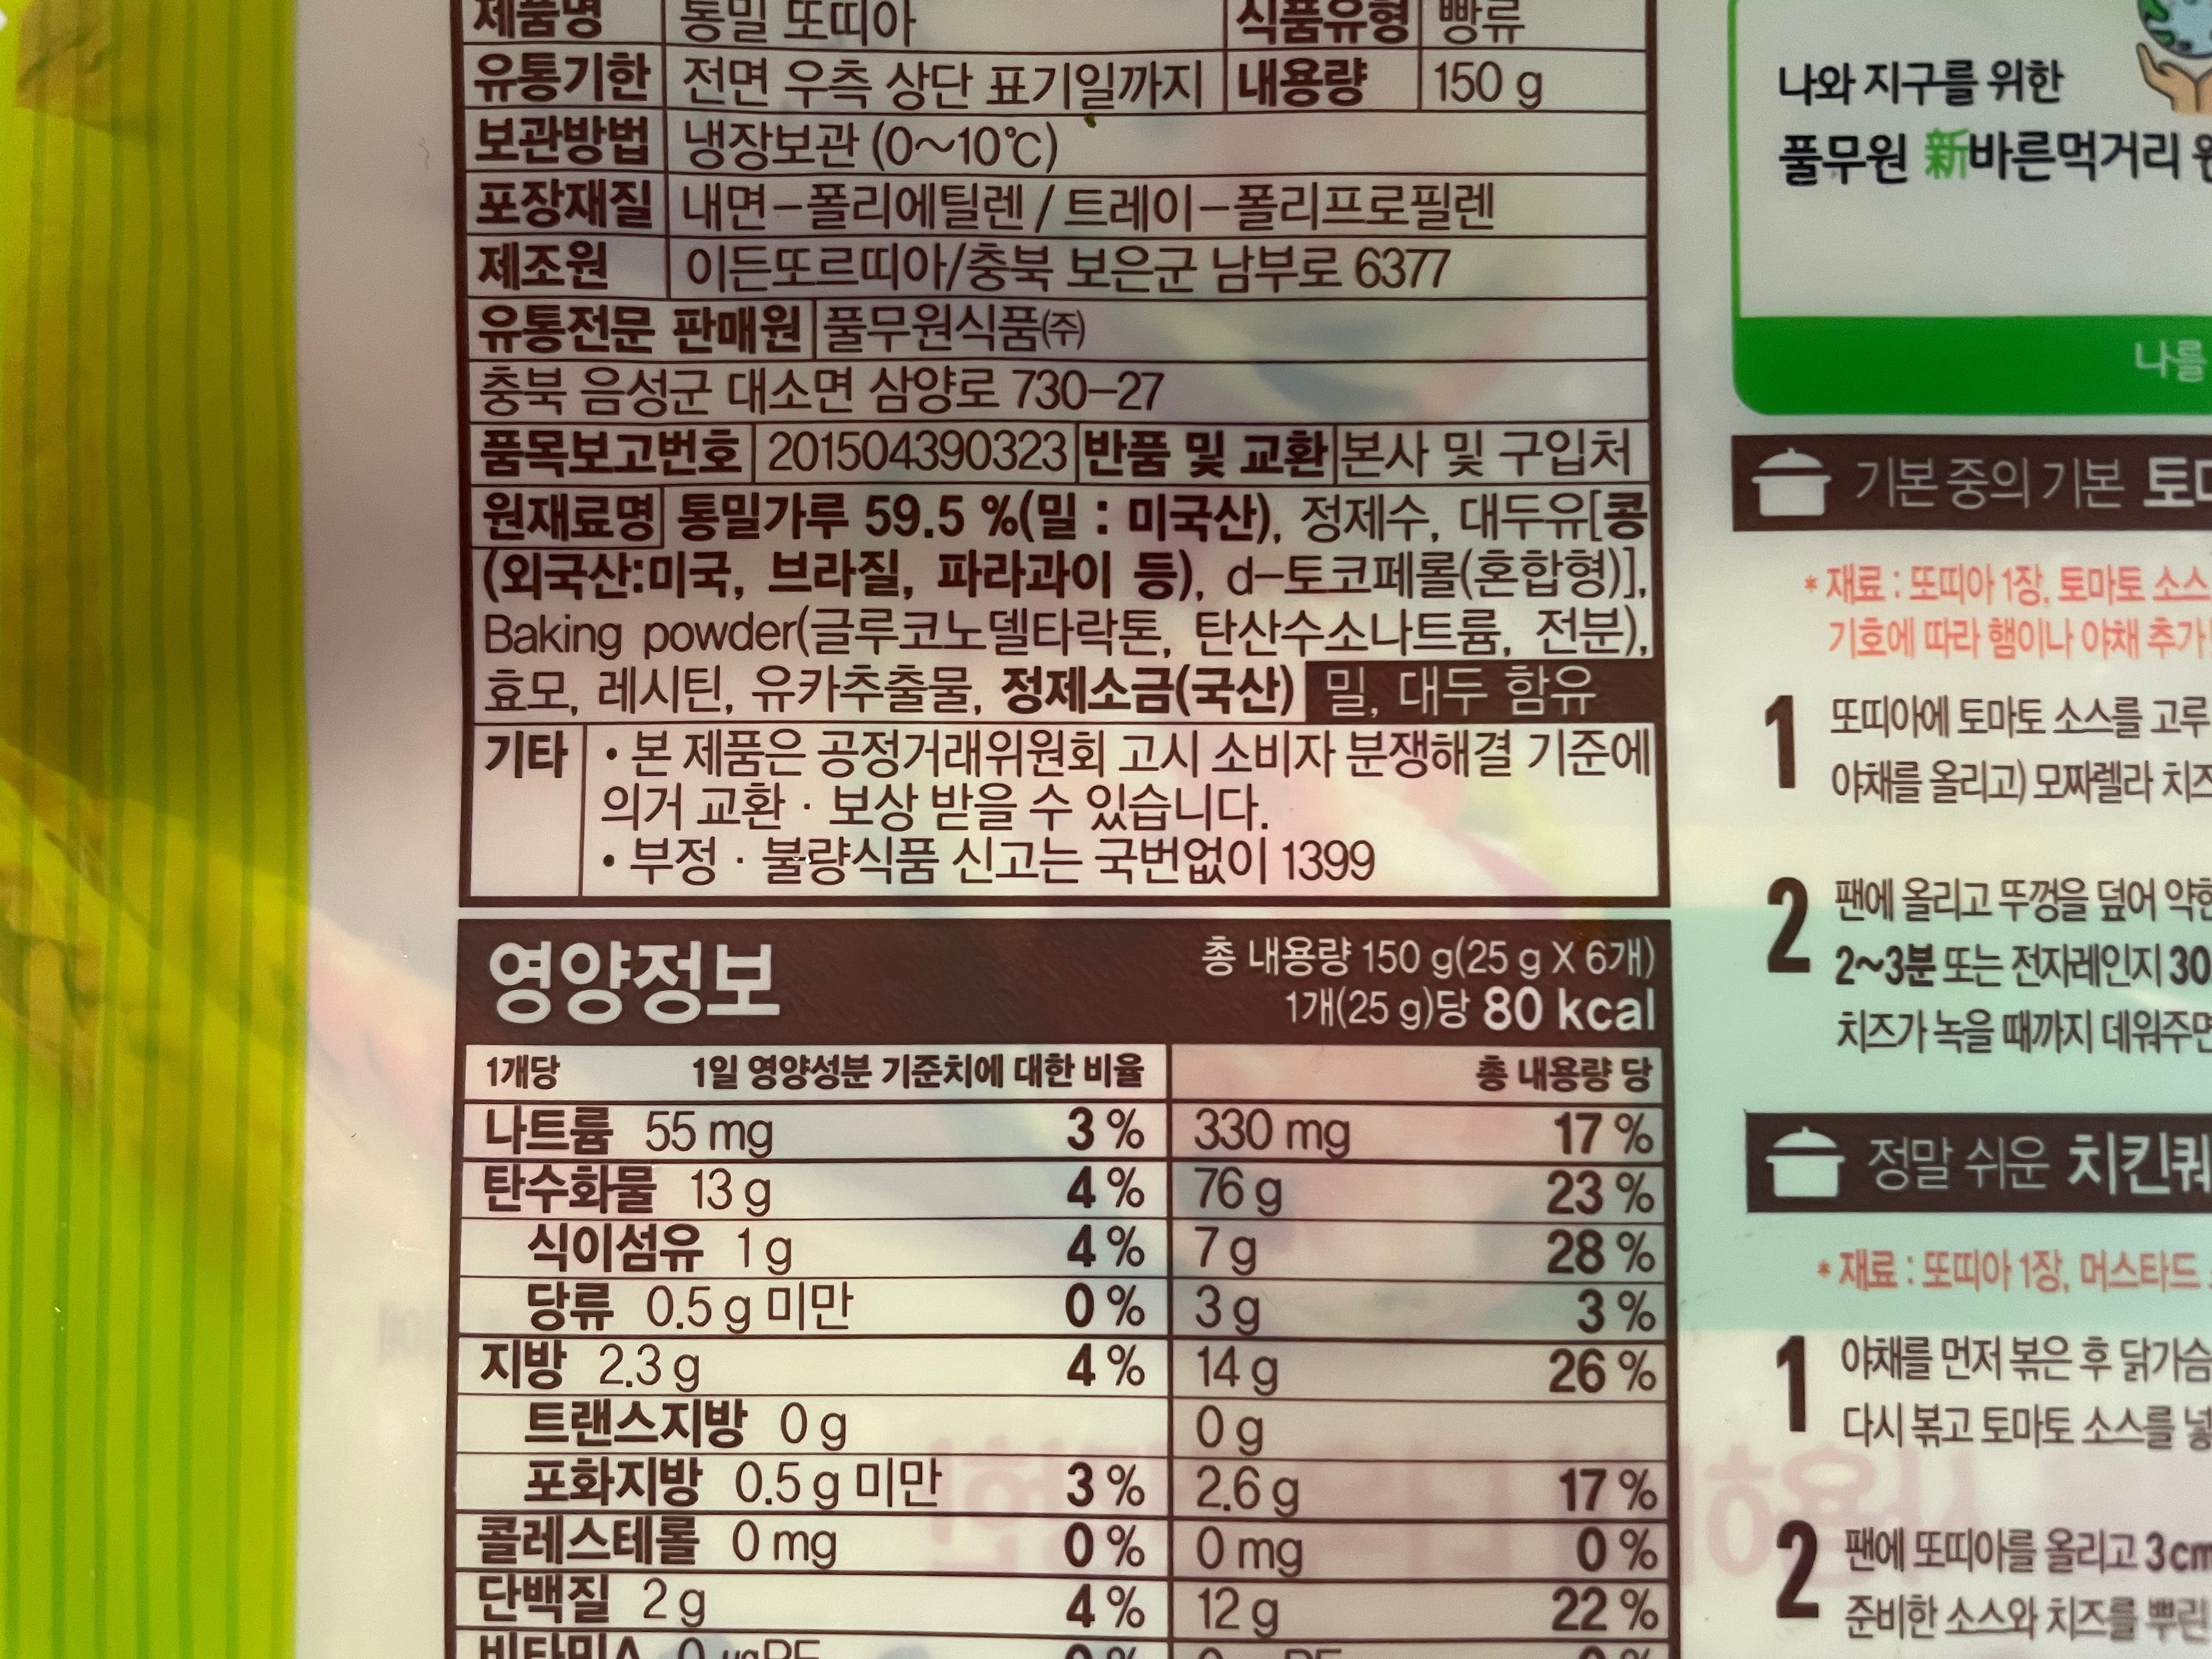 제품명 통밀 또띠아 식품유형 빵류
유통기한 전면 우측 상단 표기일까지 내용량 150 g
보관방법 냉장보관 (0~10℃)
포장재질 내면-폴리에틸렌 / 트레이-폴리프로필렌
제조원 이든또르띠아/충북 보은군 남부로 6377
유통전문 판매원 풀무원식품㈜
충북 음성군 대소면 삼양로 730-27
품목보고번호 201504390323 반품 및 교환 본사 및 구입처
원재료명 통밀가루 59.5 %(밀 : 미국산), 정제수, 대두유[콩
(외국산:미국, 브라질, 파라과이 등), d-토코페롤(혼합형)],
Baking powder(글루코노델타락톤, 탄산수소나트륨, 전분),
효모, 레시틴, 유카추출물, 정제소금(국산) 밀, 대두 함유
기타 • 본 제품은 공정거래위원회 고시 소비자 분쟁해결 기준에
의거 교환 · 보상 받을 수 있습니다.
• 부정 · 불량식품 신고는 국번없이 1399
영양정보 총 내용량 150 g(25 g X 6개)
1개(25 g)당 80 kcal
1개당 1일 영양성분 기준치에 대한 비율 총 내용량 당
나트륨 55 mg 3 % 330 mg 17 %
탄수화물 13 g 4 % 76 g 23 %
식이섬유 1 g 4 % 7 g 28 %
당류 0.5 g 미만 0 % 3 g 3 %
지방 2.3 g 4 % 14 g 26 %
트랜스지방 0 g 0 g
포화지방 0.5 g 미만 3 % 2.6 g 17 %
콜레스테롤 0 mg 0 % 0 mg 0 %
단백질 2 g 4 % 12 g 22 %
비타민A
나와 지구를 위한
풀무원 新바른먹거리
나를
기본 중의 기본
* 재료 : 또띠아 1장, 토마토 소스
기호에 따라 햄이나 야채 추가
1 또띠아에 토마토 소스를 고루
야채를 올리고) 모짜렐라 치즈
2 팬에 올리고 뚜껑을 덮어
2~3분 또는 전자레인지 30
치즈가 녹을 때까지 데워주면
정말 쉬운 치킨퀘
* 재료 : 또띠아 1장, 머스타드
1 야채를 먼저 볶은 후 닭가슴
다시 볶고 토마토 소스를 넣
2 팬에 또띠아를 올리고 3cm
준비한 소스와 치즈를 뿌린